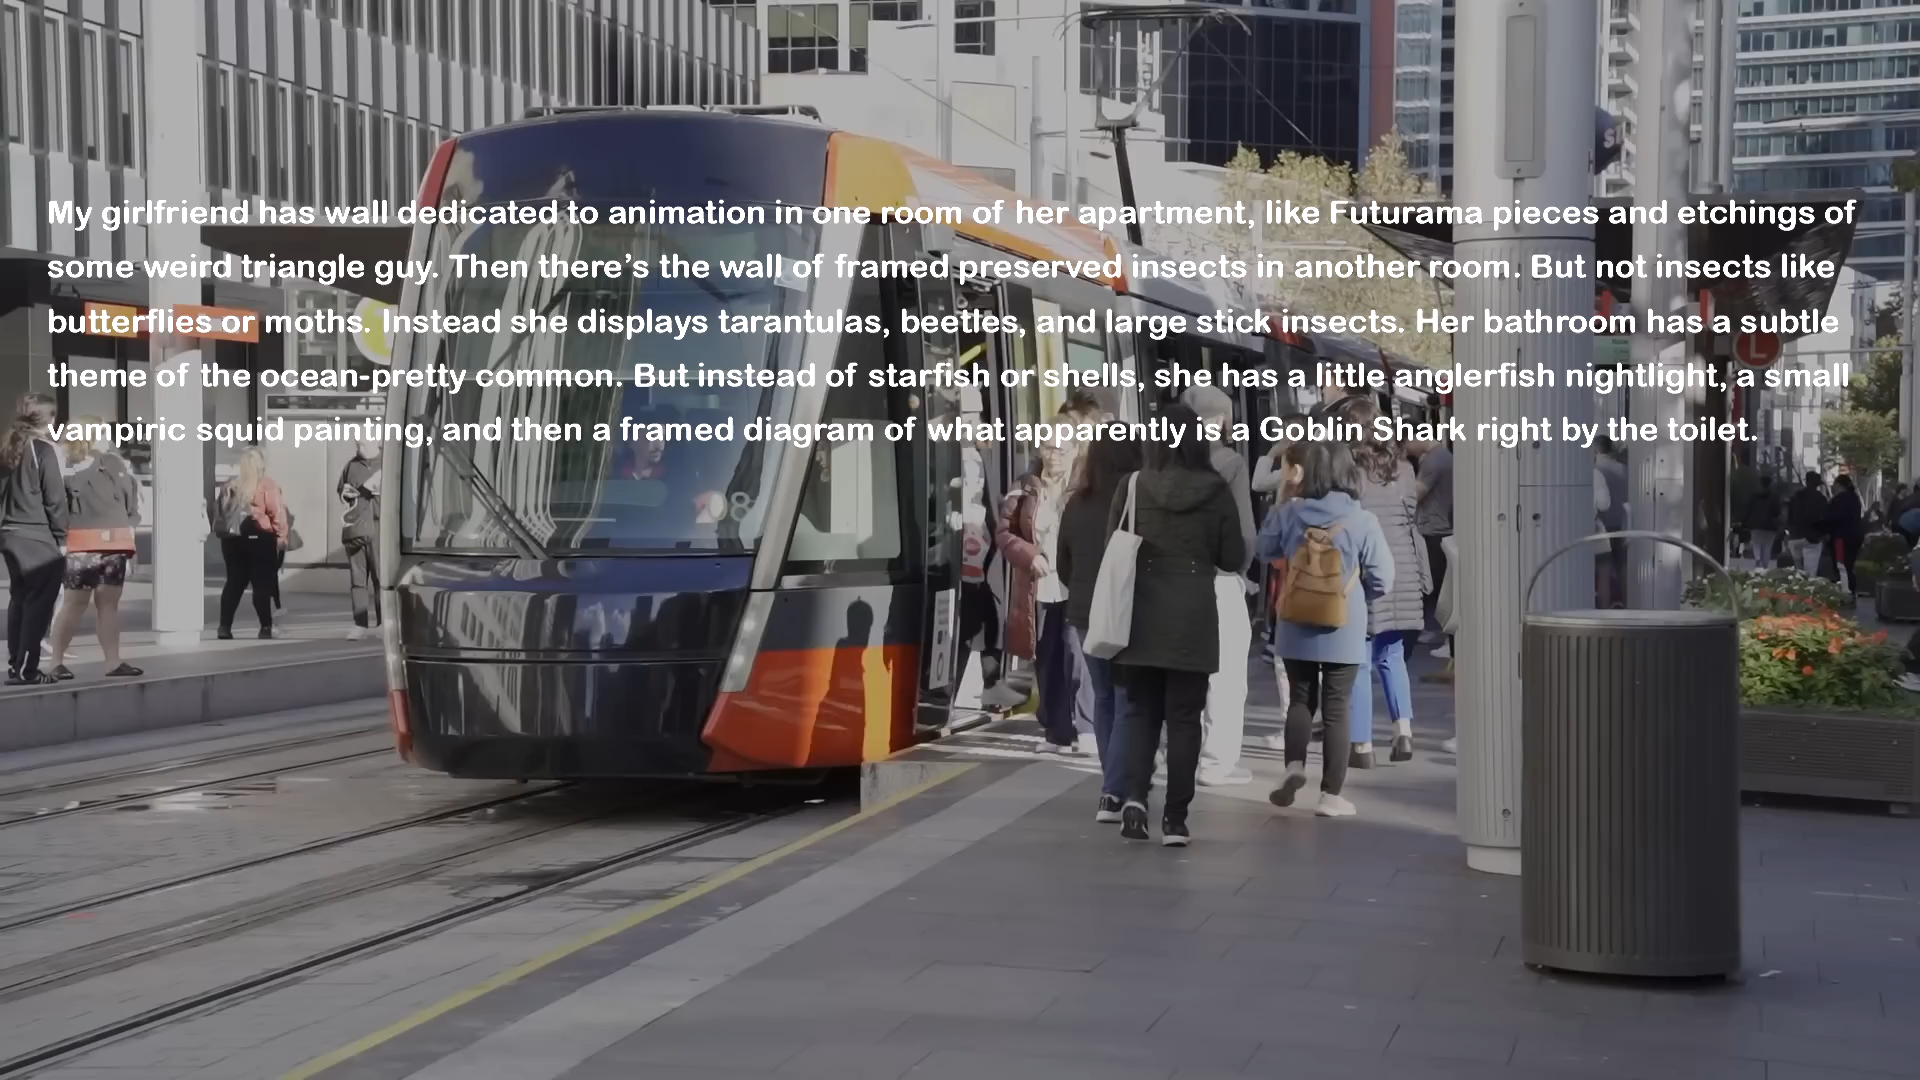 My girlfriend has wall dedicated to animation in one room of her apartment, like Futurama pieces and etchings of
some weird triangle guy. Then there's the wall of framed preserved insects in another room. But not insects like
butterflies or moths. Instead she displays tarantulas, beetles, and large stick insects. Her bathroom has a subtle
theme of the ocean-pretty common. But instead of starfish or shells, she has a little anglerfish nightlight, a small
vampiric squid painting, and then a framed diagram of what apparently is a Goblin Shark right by the toilet.
L